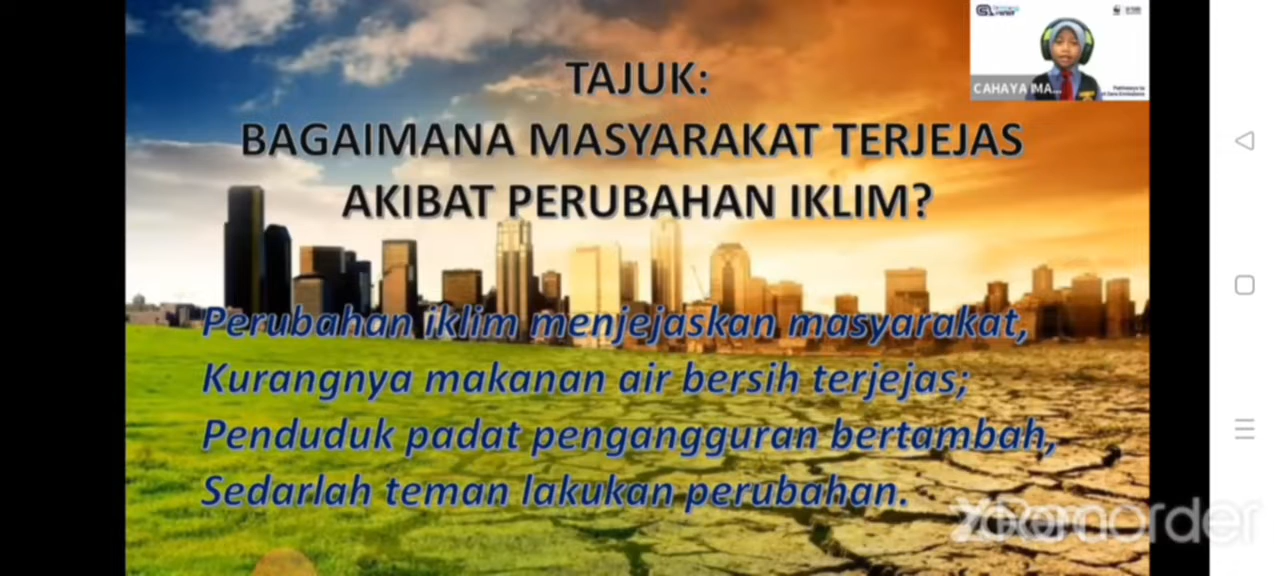 TAJUK:
BAGAIMANA MASYARAKAT TERJEJAS
AKIBAT PERUBAHAN IKLIM?
CAHAYA IMA...
Perubahan iklim menjejaskan masyarakat,
Kurangnya makanan air bersih terjejas;
Penduduk padat pengangguran bertambah,
Sedarlah teman lakukan perubahan.